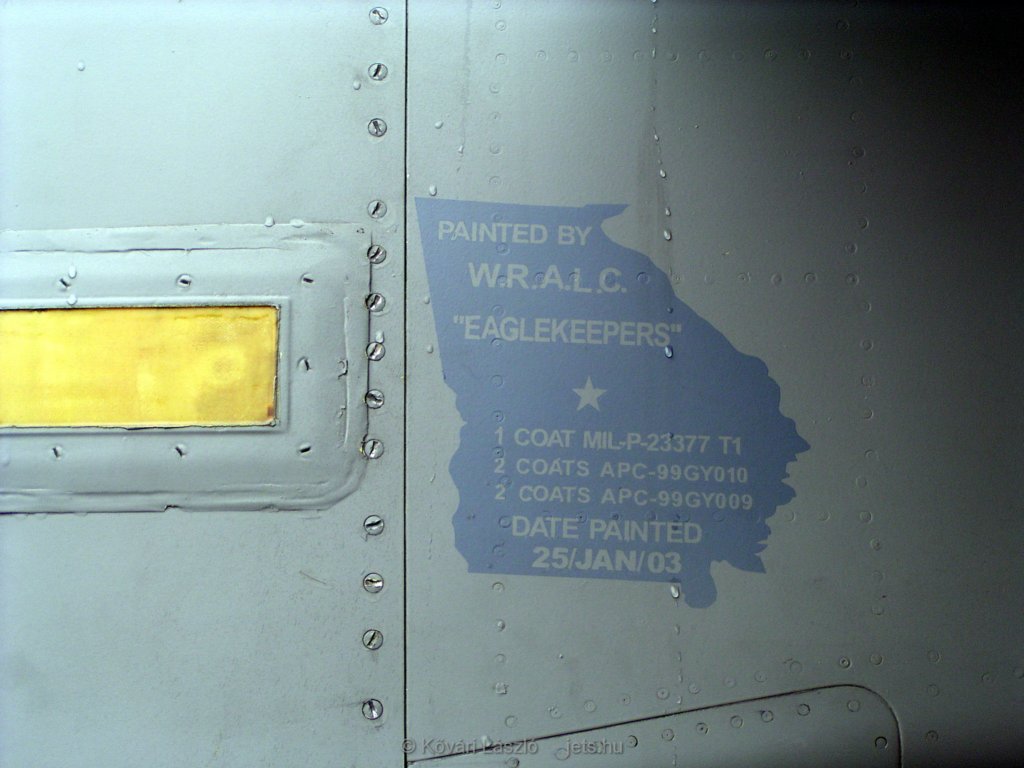 PAINTED BY
W.R.A.L.C.
"EAGLEKEEPERS"
1 COAT MIL-P-23377 T1
2 COATS APC-99GY010
2 COATS APC-99GY009
DATE PAINTED
25/JAN/03
© Kővári László jets.hu